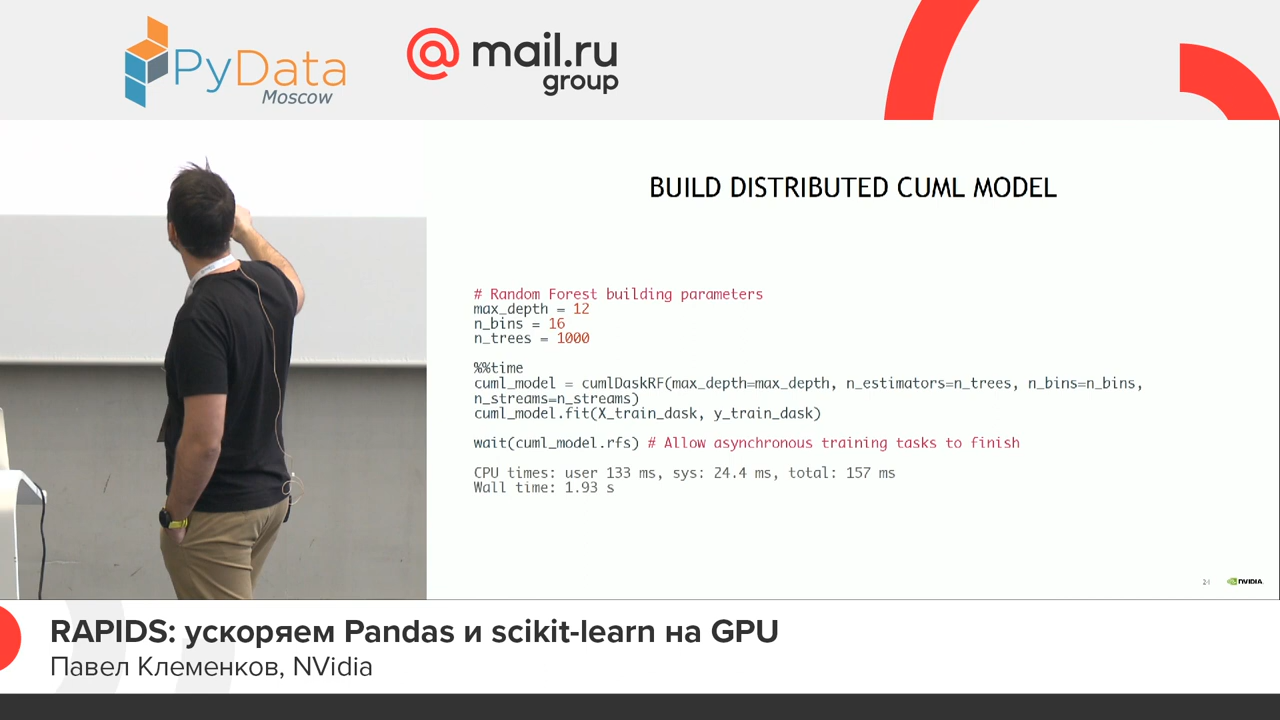 PyData
Moscow
@mail.ru
group
BUILD DISTRIBUTED CUML MODEL
# Random Forest building parameters
max_depth = 12
n_bins = 16
n_trees = 1000
%%time
cuml_model = cumlDaskRF(max_depth=max_depth, n_estimators=n_trees, n_bins=n_bins,
n_streams=n_streams)
cuml_model.fit(X_train_dask, y_train_dask)
wait(cuml_model.rfs) # Allow asynchronous training tasks to finish
CPU times: user 133 ms, sys: 24.4 ms, total: 157 ms
Wall time: 1.93 s
NVIDIA.
RAPIDS: ускоряем Pandas и scikit-learn на GPU
Павел Клеменков, NVidia